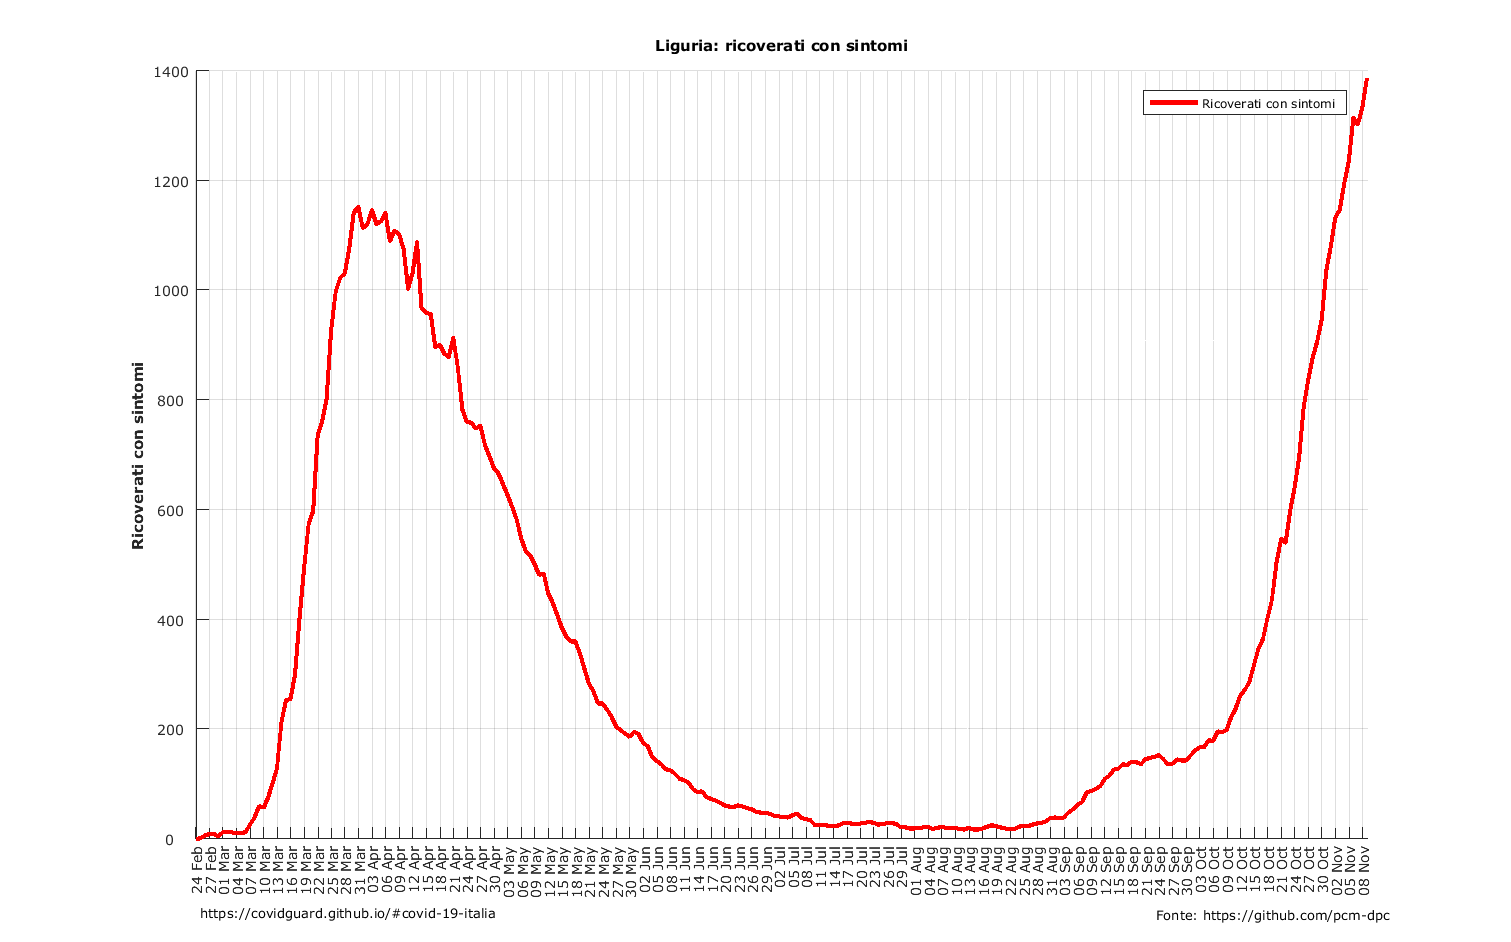 Liguria: ricoverati con sintomi
Ricoverati con sintomi
Ricoverati con sintomi
1400
1200
1000
800
600
400
200
0
24 Feb
27 Feb
01 Mar
04 Mar
07 Mar
10 Mar
13 Mar
16 Mar
19 Mar
22 Mar
25 Mar
28 Mar
31 Mar
03 Apr
06 Apr
09 Apr
12 Apr
15 Apr
18 Apr
21 Apr
24 Apr
27 Apr
30 Apr
03 May
06 May
09 May
12 May
15 May
18 May
21 May
24 May
27 May
30 May
02 Jun
05 Jun
08 Jun
11 Jun
14 Jun
17 Jun
20 Jun
23 Jun
26 Jun
29 Jun
02 Jul
05 Jul
08 Jul
11 Jul
14 Jul
17 Jul
20 Jul
23 Jul
26 Jul
29 Jul
01 Aug
04 Aug
07 Aug
10 Aug
13 Aug
16 Aug
19 Aug
22 Aug
25 Aug
28 Aug
31 Aug
03 Sep
06 Sep
09 Sep
12 Sep
15 Sep
18 Sep
21 Sep
24 Sep
27 Sep
30 Sep
03 Oct
06 Oct
09 Oct
12 Oct
15 Oct
18 Oct
21 Oct
24 Oct
27 Oct
30 Oct
02 Nov
05 Nov
08 Nov
https://covidguard.github.io/#covid-19-italia
Fonte: https://github.com/pcm-dpc